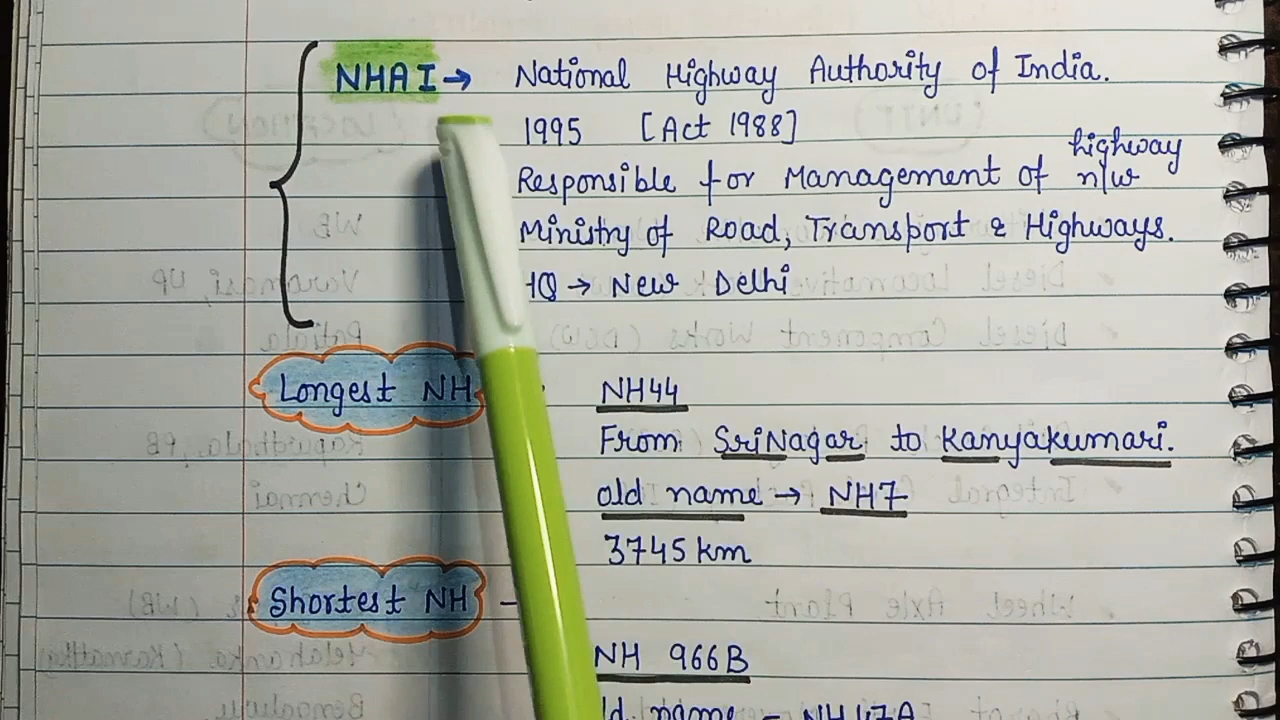 NHAI → National Highway Authority of India.
1995 [Act 1988]
Responsible for Management of highway n/w
Ministry of Road, Transport & Highways.
HQ → New Delhi
Longest NH
NH44
From SriNagar to Kanyakumari.
old name → NH7
3745 km
Shortest NH -
NH 966B
name - NH47A